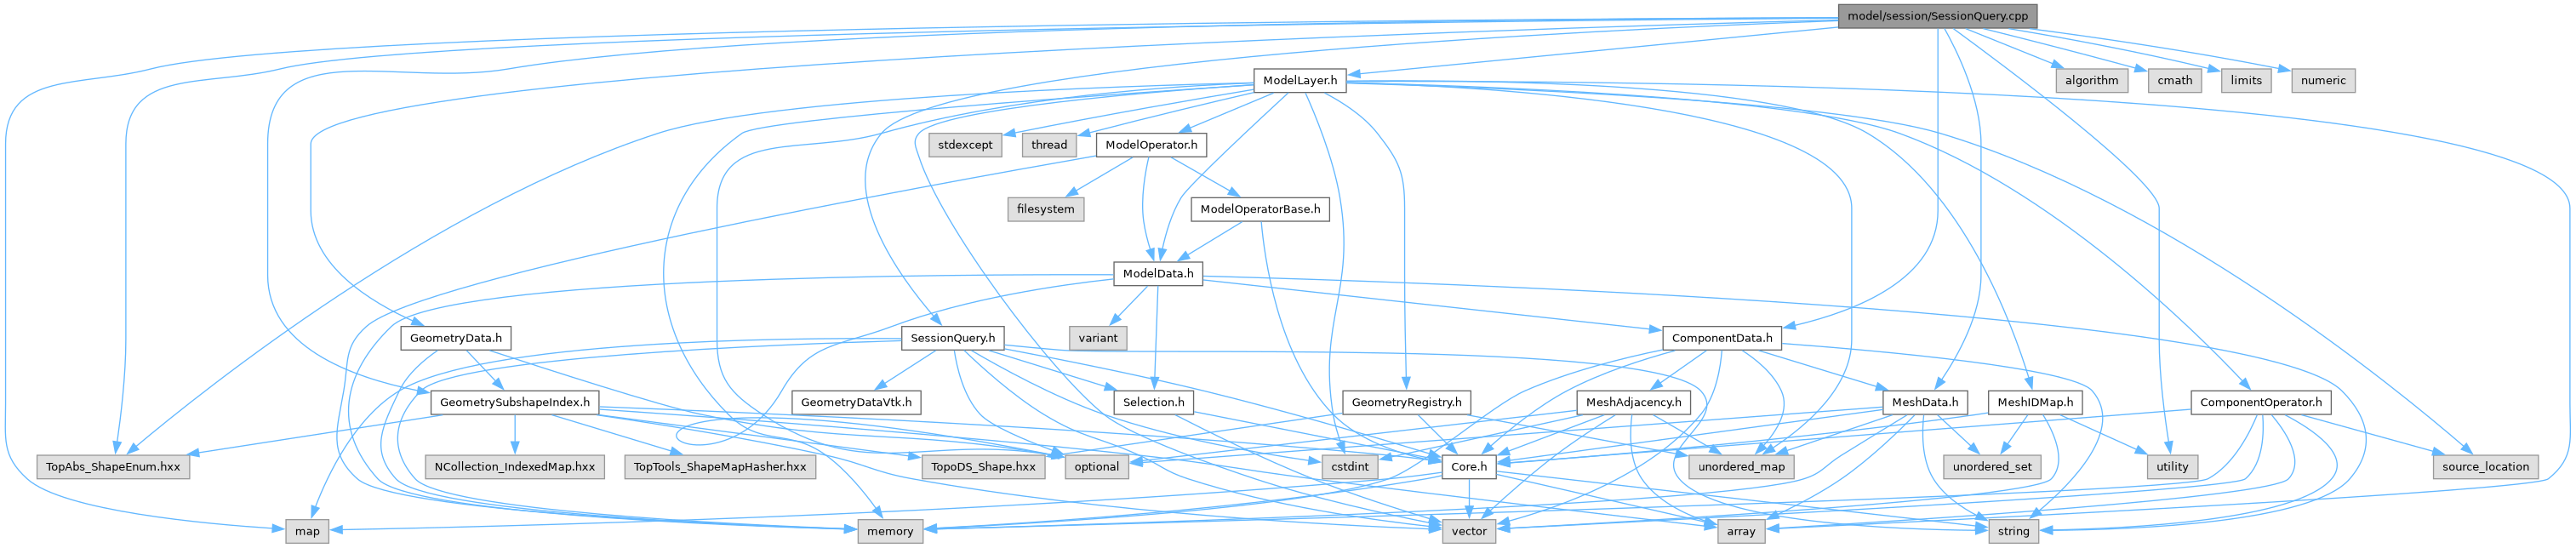 model/session/SessionQuery.cpp
ModelLayer.h
algorithm
cmath
limits
numeric
stdexcept
thread
ModelOperator.h
filesystem
ModelOperatorBase.h
ModelData.h
GeometryData.h
SessionQuery.h
variant
ComponentData.h
GeometrySubshapeIndex.h
GeometryDataVtk.h
Selection.h
GeometryRegistry.h
MeshAdjacency.h
MeshData.h
MeshIDMap.h
ComponentOperator.h
TopAbs_ShapeEnum.hxx
NCollection_IndexedMap.hxx
TopTools_ShapeMapHasher.hxx
TopoDS_Shape.hxx
optional
cstdint
Core.h
unordered_map
unordered_set
utility
source_location
map
memory
vector
array
string